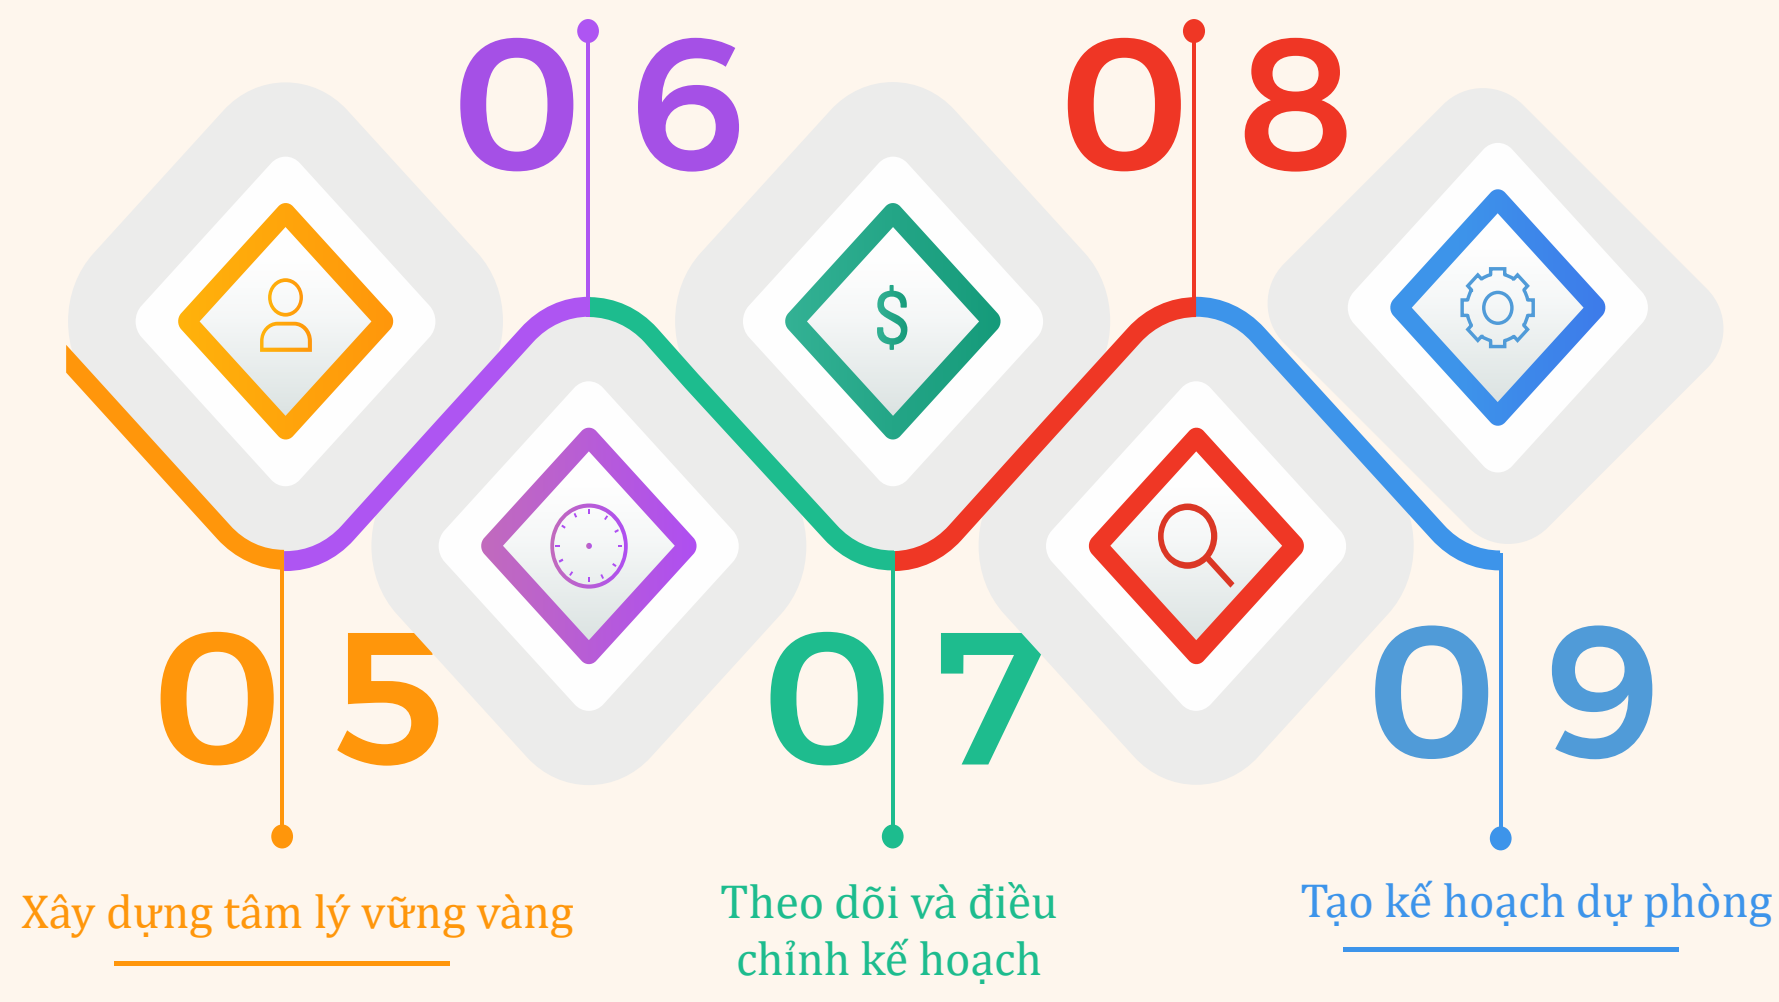 06
08
$
05
07
09
Xây dựng tâm lý vững vàng
Theo dõi và điều
chỉnh kế hoạch
Tạo kế hoạch dự phòng